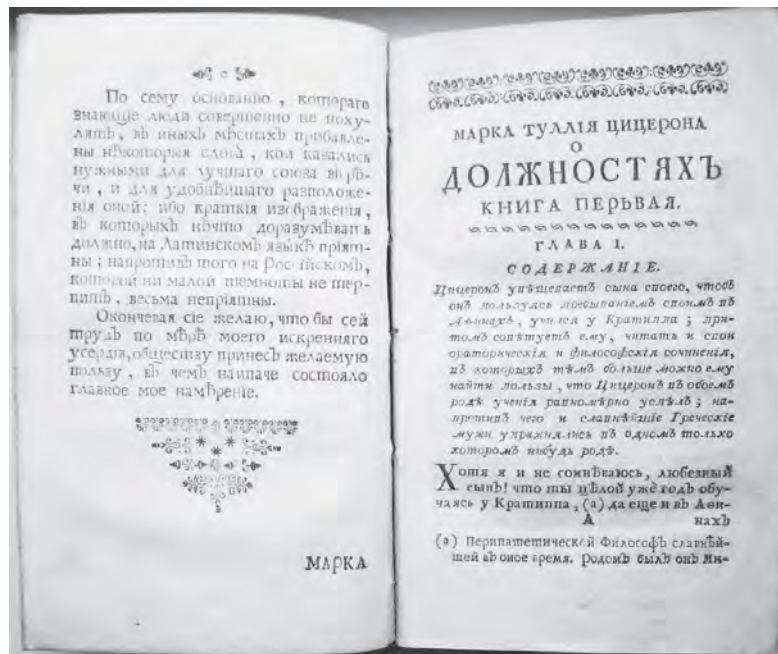 По сему основанію , котораго
знающіе люди совершенно не поху-
лятъ, въ иныхъ мѣстахъ прибавле-
ны нѣкоторыя слова , кои казались
нужными для лучшаго союза въ рѣ-
чи , и для удобнѣйшаго разположе-
нія оной: ибо краткія изображенія ,
въ которыхъ нѣчто доразумѣвать
должно, на Латинскомъ языкѣ пріят-
ны ; напротивъ того на Россійскомъ,
которой ни малой темноты не тер-
питъ , весьма непріятны.
Окончевая сіе желаю, что бы сей
трудъ по мѣрѣ моего искренняго
усердія, обществу принесъ желаемую
пользу , въ чемъ наипаче состояло
главное мое намѣреніе.
МАРКА
МАРКА ТУЛЛІЯ ЦИЦЕРОНА
О
ДОЛЖНОСТЯХЪ
КНИГА ПЕРЬВАЯ.
ГЛАВА I.
СОДЕРЖАНІЕ.
Цицеронъ увѣщеваетъ сына своего, чтобъ
онъ пользуясь пребываніемъ своимъ въ
Аѳинахъ , учился у Кратиппа ; при-
томъ совѣтуетъ ему , читать и свои
ораторическія и философскія сочиненія,
въ которыхъ тѣмъ больше можно ему
найти пользы , что Цицеронъ въ обоемъ
родѣ ученія равномѣрно успѣлъ ; на-
противъ чего и славнѣйшіе Греческіе
мужи упражнялись въ одномъ только
которомъ нибудь родѣ.
Хотя я и не сомнѣваюсь, любезный
сынъ! что ты цѣлой уже годъ обу-
чаясь у Кратиппа, (а) да еще и въ Аѳи-
А нахъ
(а) Перипатетической Философъ славнѣй-
шей въ оное время. Родомъ былъ онъ Ми-